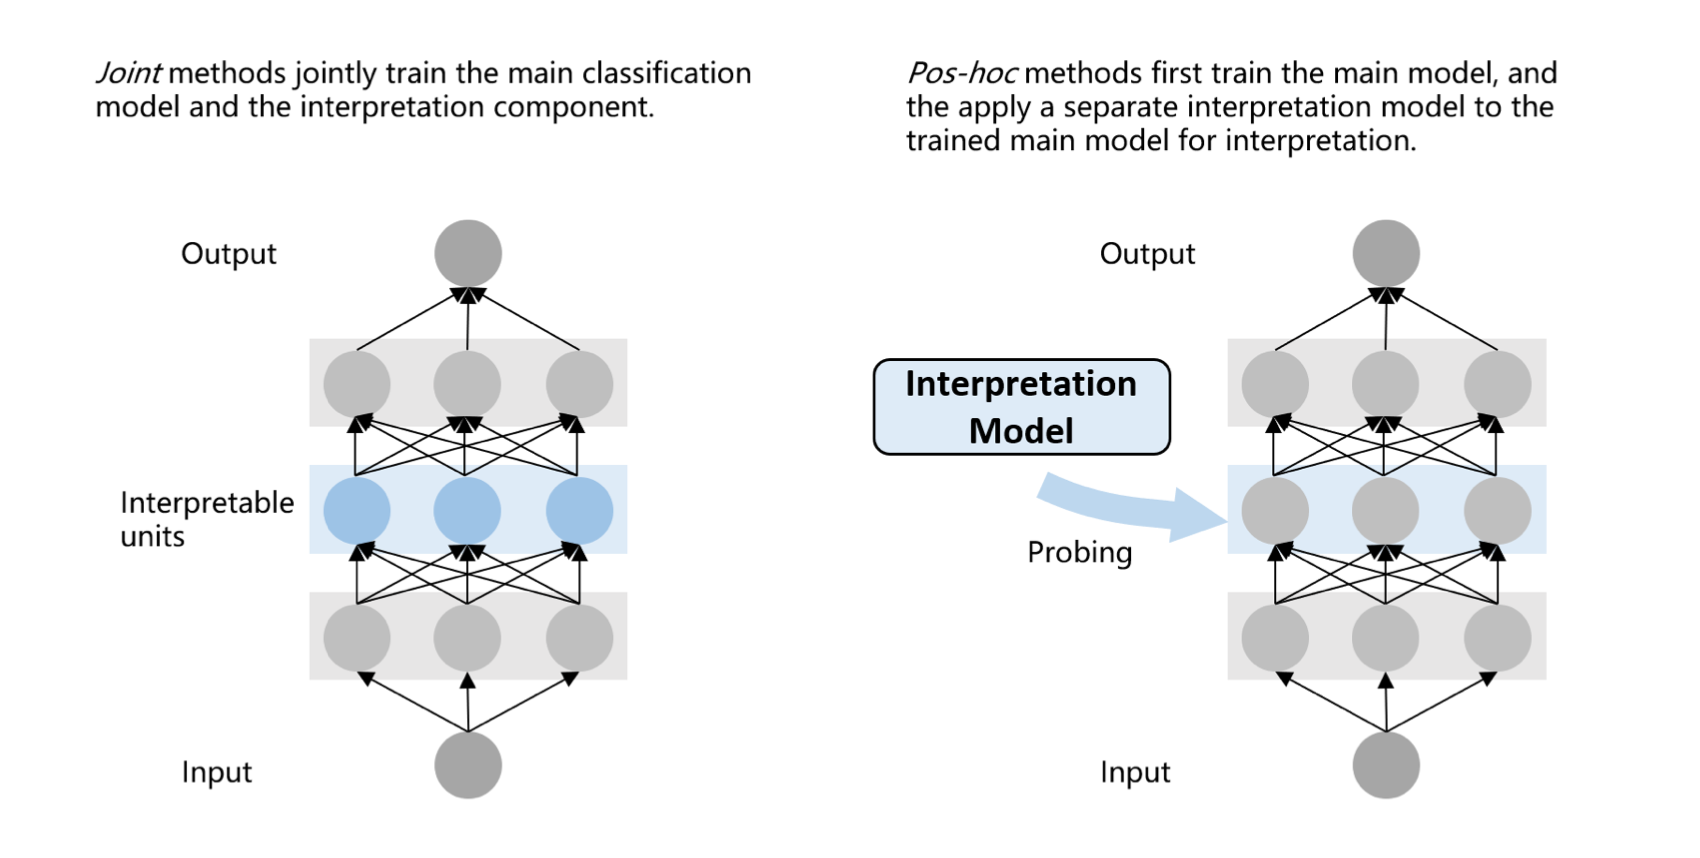 Joint methods jointly train the main classification
model and the interpretation component.
Pos-hoc methods first train the main model, and
the apply a separate interpretation model to the
trained main model for interpretation.
Output
Interpretable
units
Input
Output
Interpretation
Model
Probing
Input